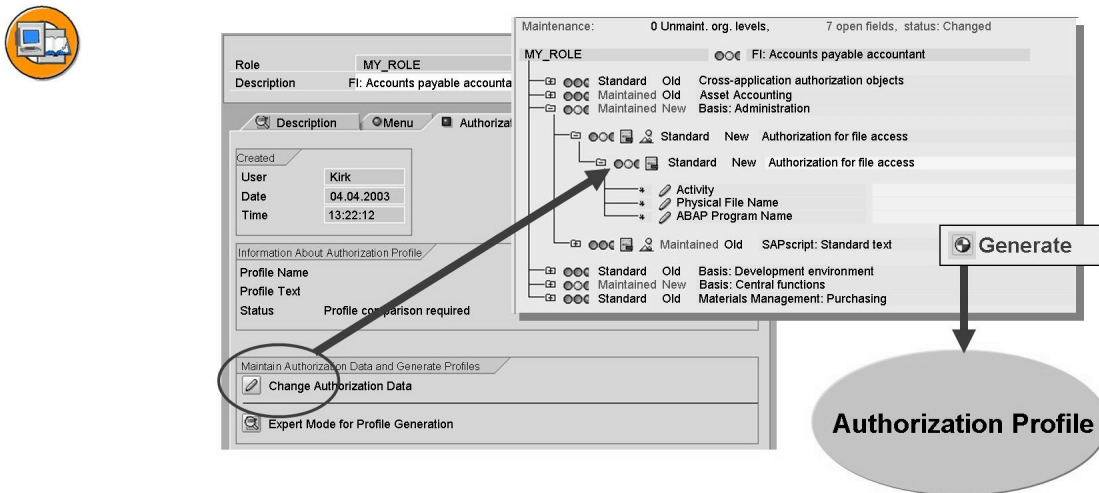 Role MY_ROLE
Description FI: Accounts payable accounta
Description Menu Authorizat
Created
User Kirk
Date 04.04.2003
Time 13:22:12
Information About Authorization Profile
Profile Name
Profile Text
Status Profile comparison required
Maintain Authorization Data and Generate Profiles
Change Authorization Data
Expert Mode for Profile Generation
Maintenance: 0 Unmaint. org. levels, 7 open fields, status: Changed
MY_ROLE FI: Accounts payable accountant
Standard Old Cross-application authorization objects
Maintained Old Asset Accounting
Maintained New Basis: Administration
Standard New Authorization for file access
Standard New Authorization for file access
Activity
Physical File Name
ABAP Program Name
Maintained Old SAPscript: Standard text
Standard Old Basis: Development environment
Maintained New Basis: Central functions
Standard Old Materials Management: Purchasing
Generate
Authorization Profile